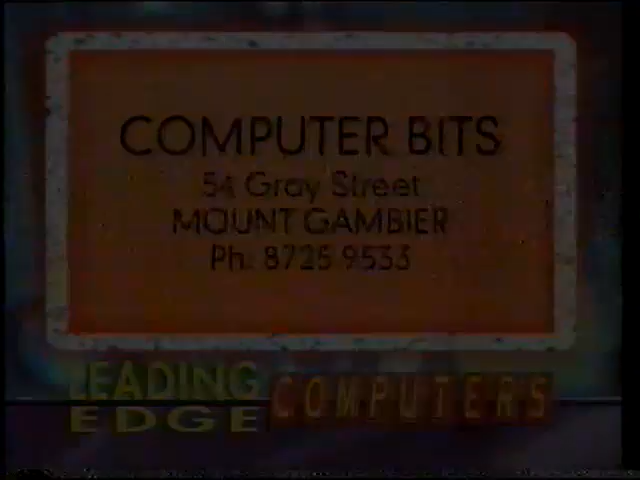 COMPUTER BITS
54 Gray Street
MOUNT GAMBIER
Ph: 8725 9533
LEADING EDGE COMPUTERS